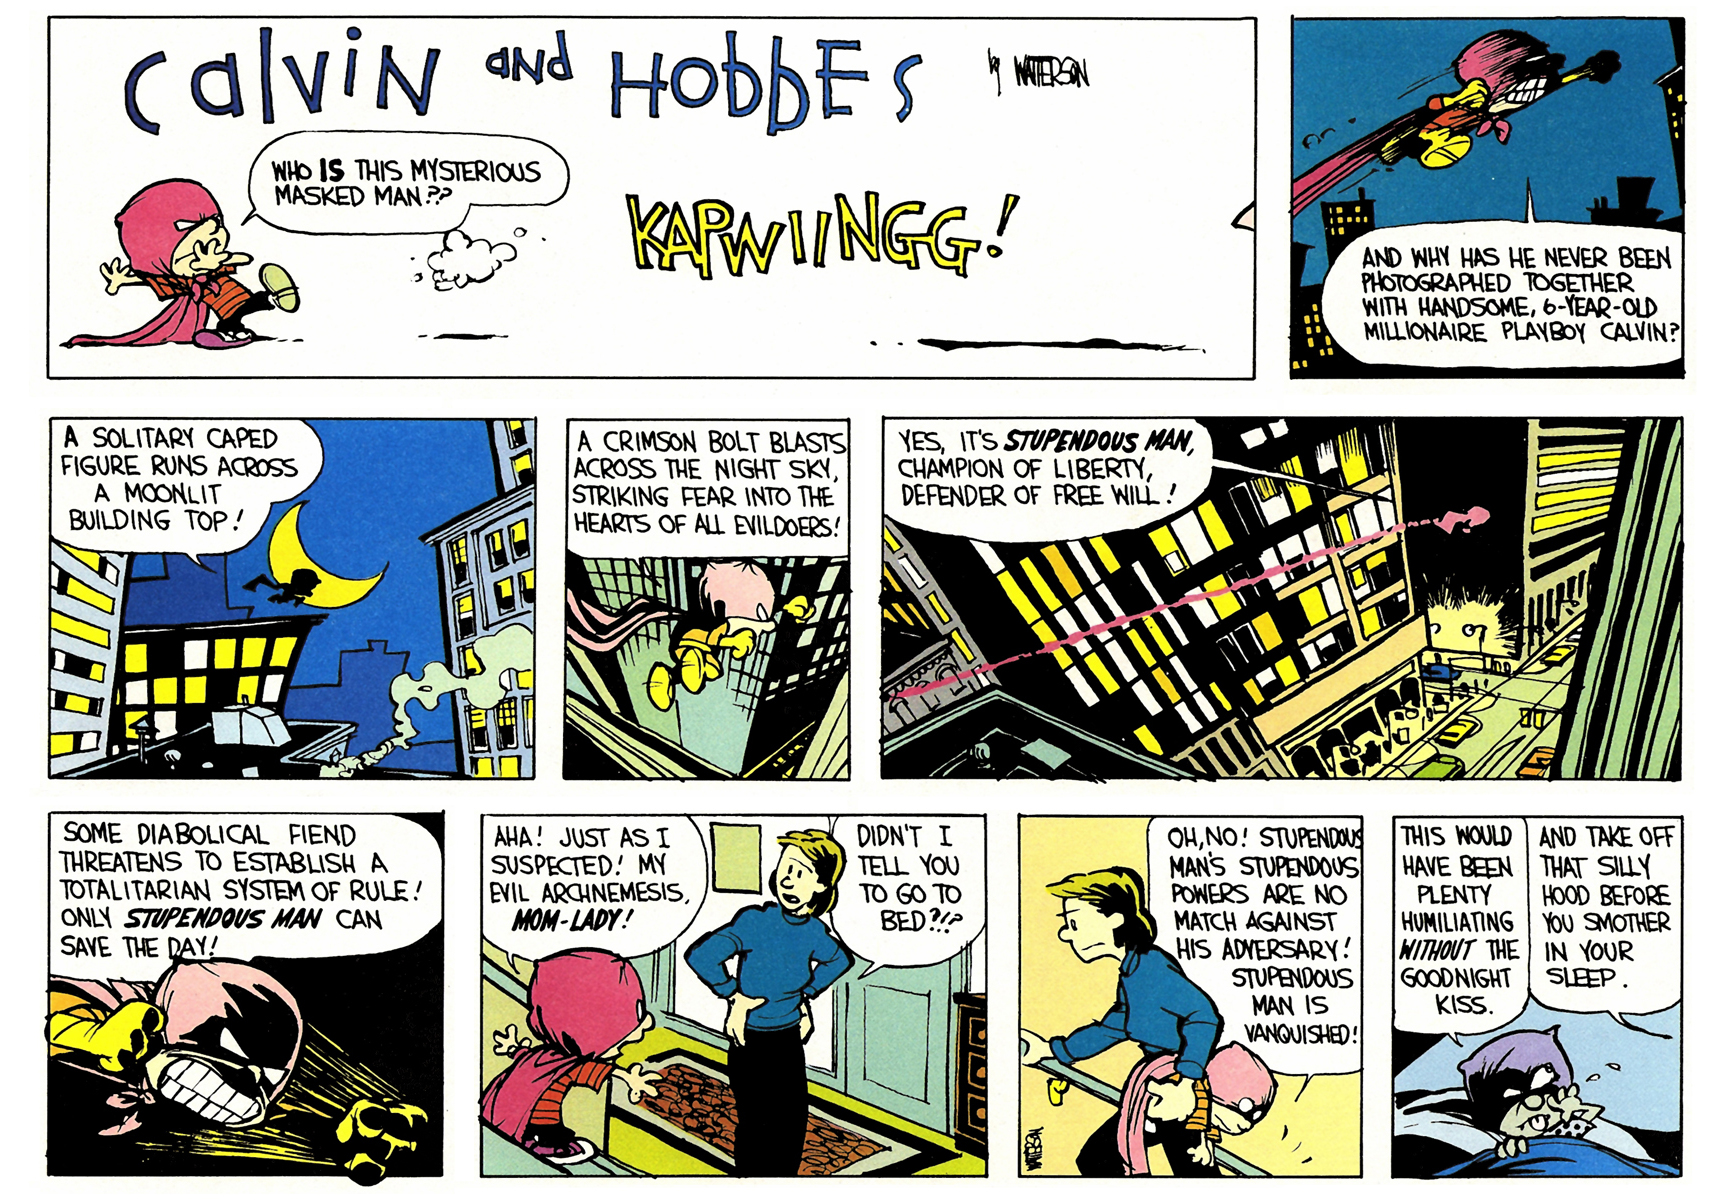 CALVIN AND HOBBES
by WATTERSON
WHO IS THIS MYSTERIOUS
MASKED MAN??
KAPWIINGG!
AND WHY HAS HE NEVER BEEN
PHOTOGRAPHED TOGETHER
WITH HANDSOME, 6-YEAR-OLD
MILLIONAIRE PLAYBOY CALVIN?
A SOLITARY CAPED
FIGURE RUNS ACROSS
A MOONLIT
BUILDING TOP!
A CRIMSON BOLT BLASTS
ACROSS THE NIGHT SKY,
STRIKING FEAR INTO THE
HEARTS OF ALL EVILDOERS!
YES, IT'S STUPENDOUS MAN,
CHAMPION OF LIBERTY,
DEFENDER OF FREE WILL!
SOME DIABOLICAL FIEND
THREATENS TO ESTABLISH A
TOTALITARIAN SYSTEM OF RULE!
ONLY STUPENDOUS MAN CAN
SAVE THE DAY!
AHA! JUST AS I
SUSPECTED! MY
EVIL ARCHNEMESIS,
MOM-LADY!
DIDN'T I
TELL YOU
TO GO TO
BED?!?
OH, NO! STUPENDOUS
MAN'S STUPENDOUS
POWERS ARE NO
MATCH AGAINST
HIS ADVERSARY!
STUPENDOUS
MAN IS
VANQUISHED!
WATTERSON
THIS WOULD
HAVE BEEN
PLENTY
HUMILIATING
WITHOUT THE
GOODNIGHT
KISS.
AND TAKE OFF
THAT SILLY
HOOD BEFORE
YOU SMOTHER
IN YOUR
SLEEP.